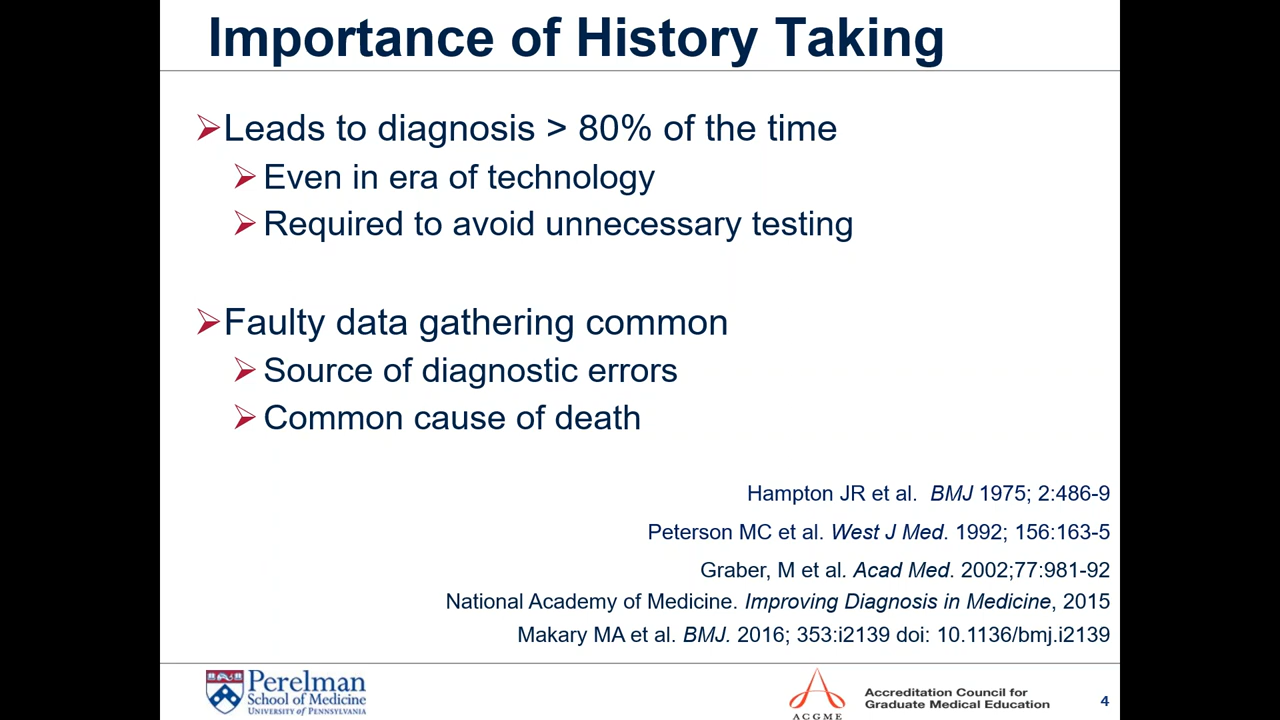 Importance of History Taking
➢Leads to diagnosis > 80% of the time
➢Even in era of technology
➢Required to avoid unnecessary testing
➢Faulty data gathering common
➢Source of diagnostic errors
➢Common cause of death
Hampton JR et al. BMJ 1975; 2:486-9
Peterson MC et al. West J Med. 1992; 156:163-5
Graber, M et al. Acad Med. 2002;77:981-92
National Academy of Medicine. Improving Diagnosis in Medicine, 2015
Makary MA et al. BMJ. 2016; 353:i2139 doi: 10.1136/bmj.i2139
Perelman
School of Medicine
University of Pennsylvania
ACGME
Accreditation Council for
Graduate Medical Education
4